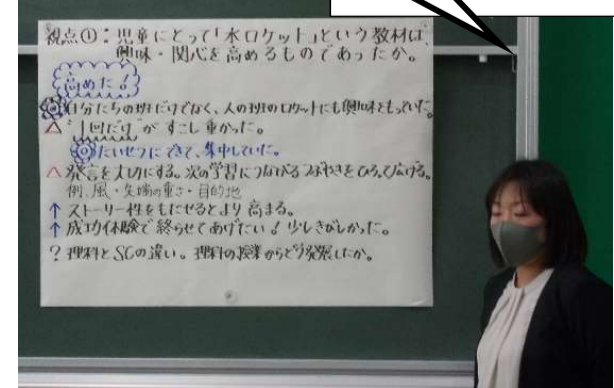 視点①:児童にとって「水ロケット」という教材は、
興味・関心を高めるものであったか。
高めた!
◎自分たちの班だけでなく、人の班のロケットにも興味をもっていた。
△"1回だけ"がすこし重かった。
◎たいせつにできて、集中していた。
△発言を大切にする。次の学習につながるつぶやきをひろって広げる。
例.風・先端の重さ・目的地
↑ストーリー性をもたせるとより高まる。
↑成功体験で終らせてあげたい!少しきびしかった。
?理科とSCの違い。理科の授業からどう発展したか。